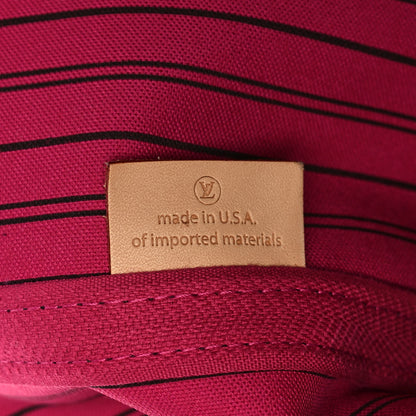 LV
made in U.S.A.
of imported materials